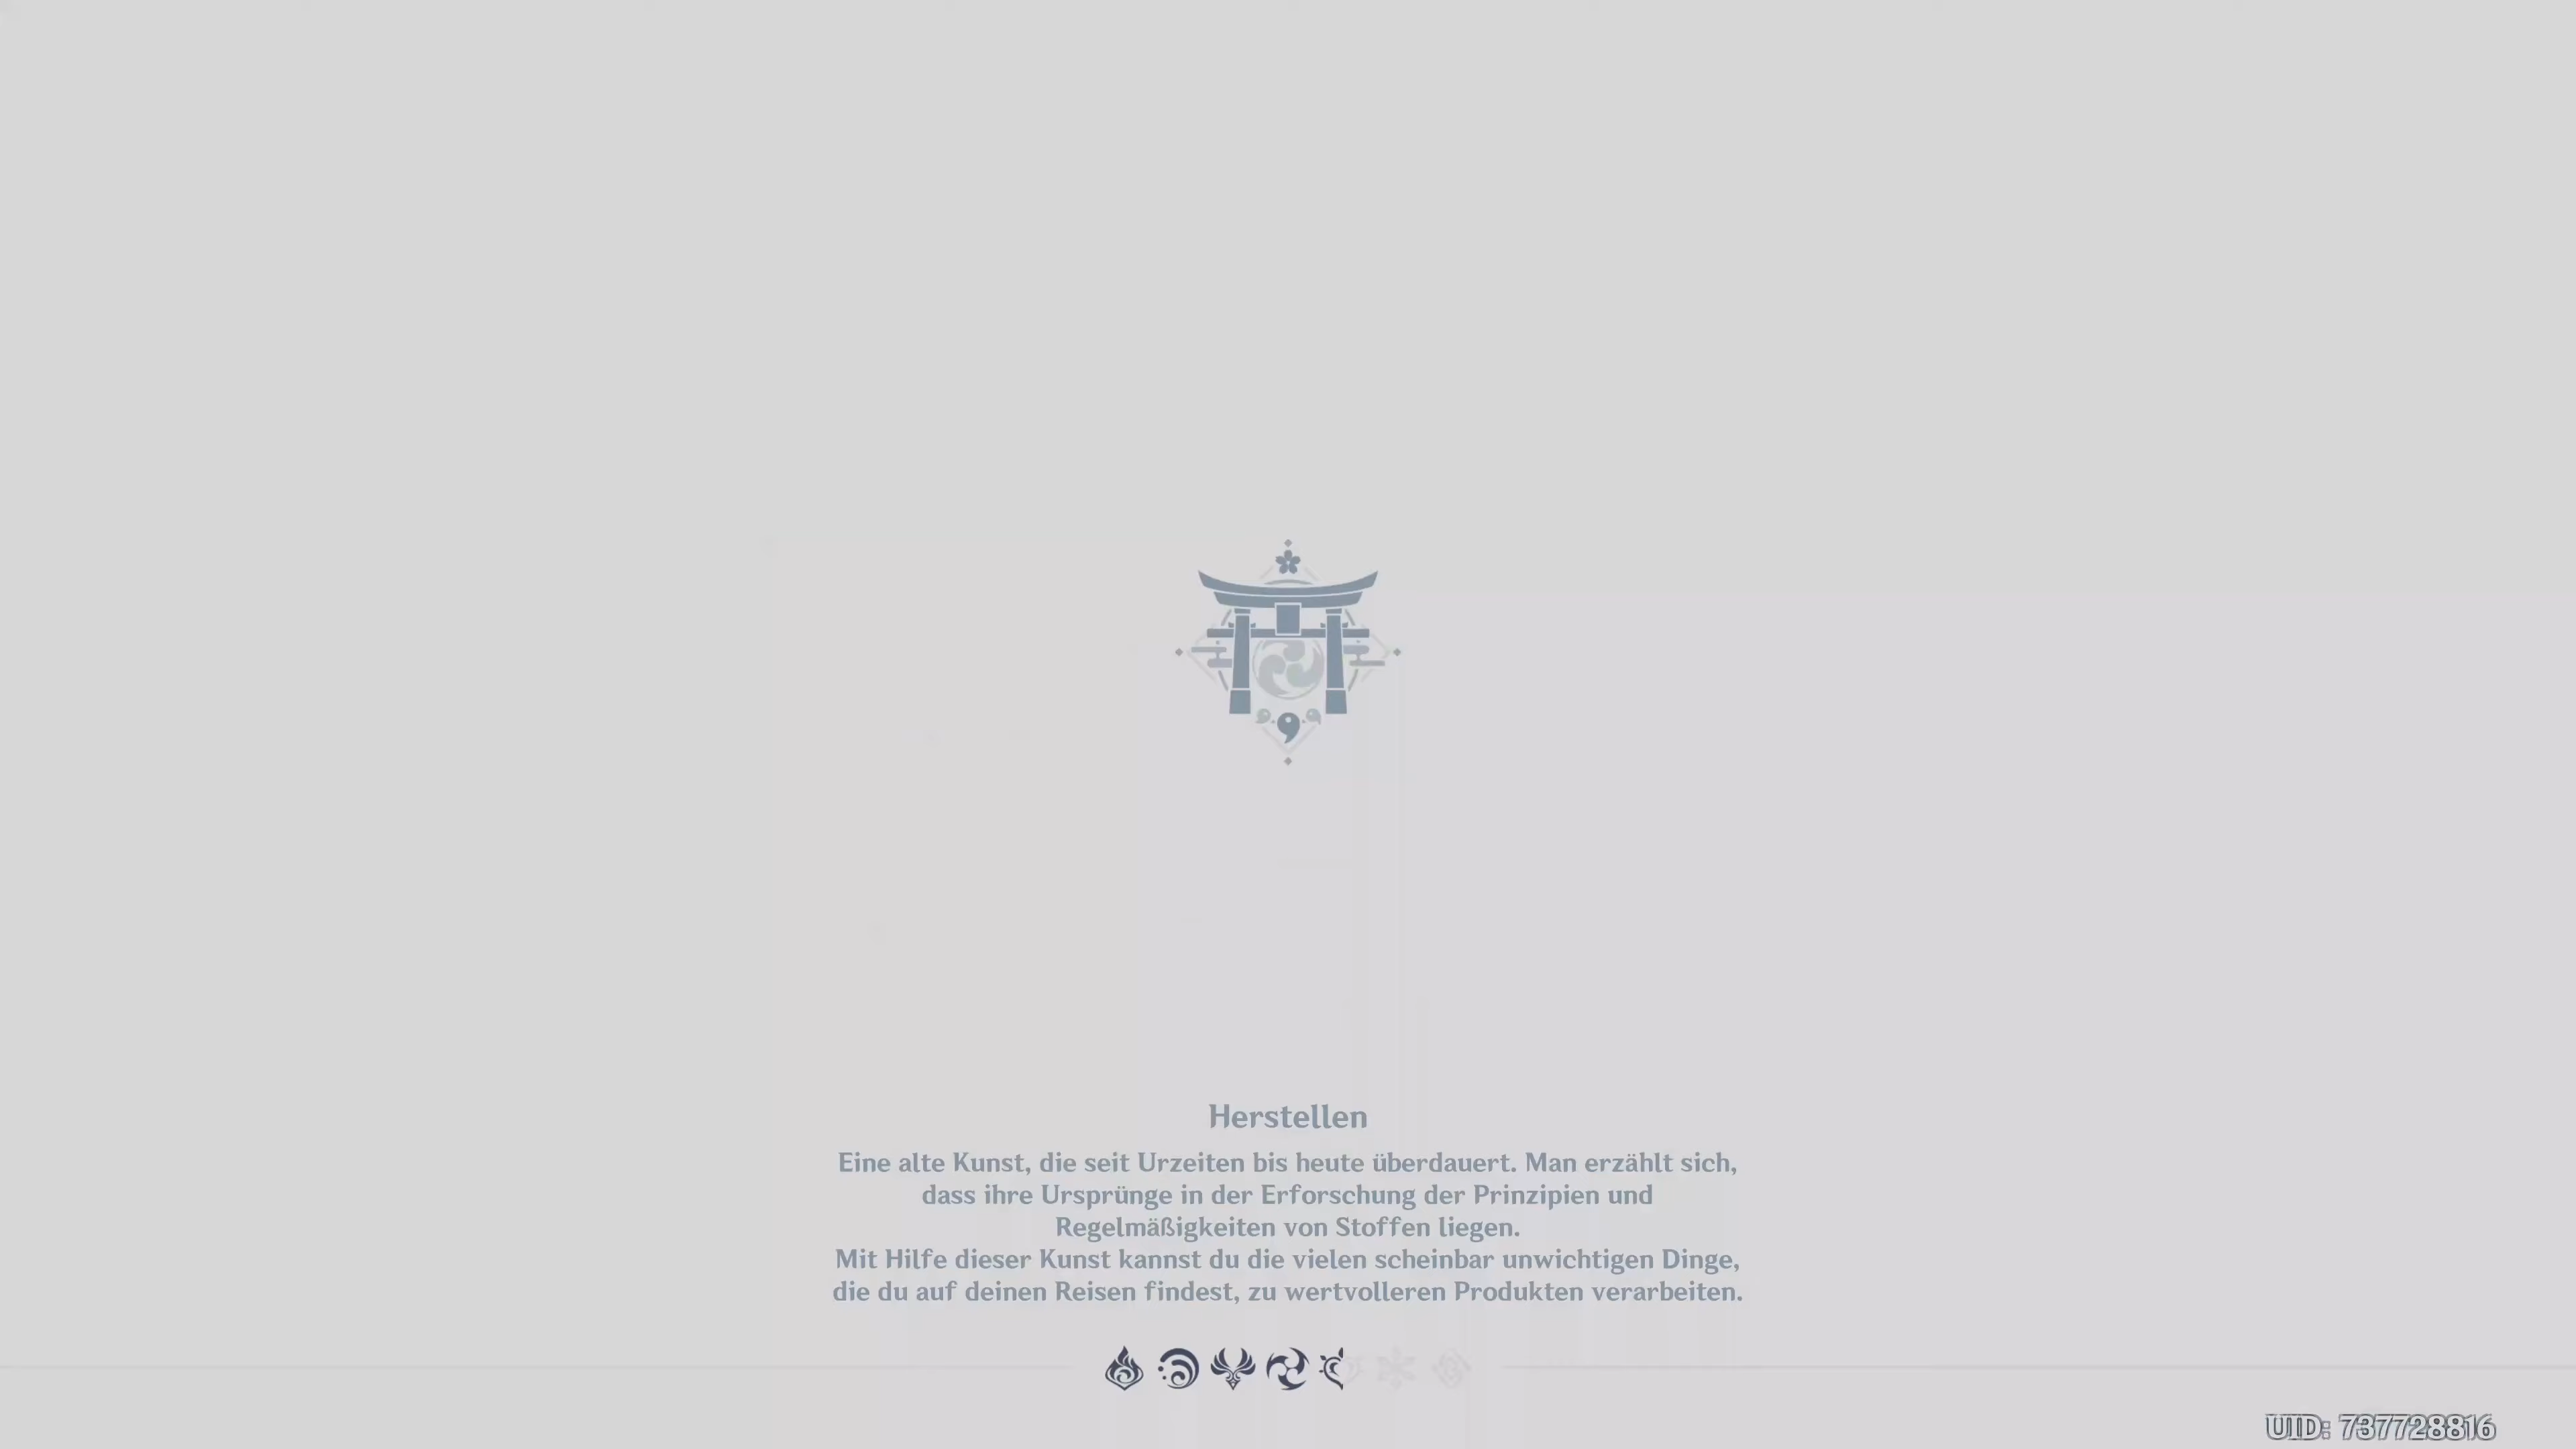 Herstellen
Eine alte Kunst, die seit Urzeiten bis heute überdauert. Man erzählt sich,
dass ihre Ursprünge in der Erforschung der Prinzipien und
Regelmäßigkeiten von Stoffen liegen.
Mit Hilfe dieser Kunst kannst du die vielen scheinbar unwichtigen Dinge,
die du auf deinen Reisen findest, zu wertvolleren Produkten verarbeiten.
UID: 737728816